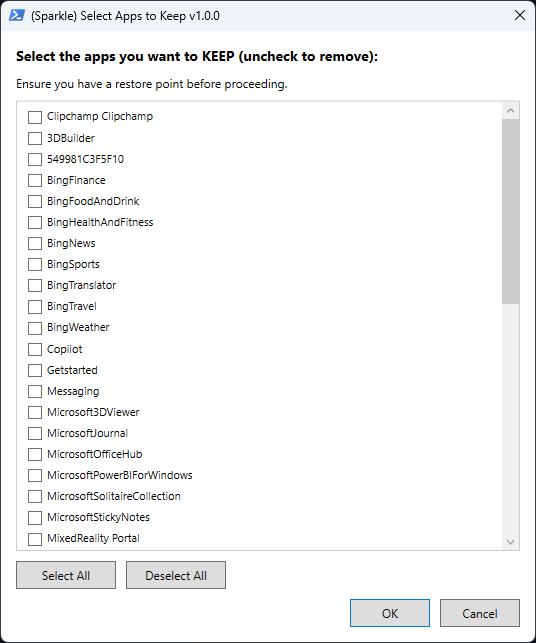 (Sparkle) Select Apps to Keep v1.0.0
Select the apps you want to KEEP (uncheck to remove):
Ensure you have a restore point before proceeding.
Clipchamp Clipchamp
3DBuilder
549981C3F5F10
BingFinance
BingFoodAndDrink
BingHealthAndFitness
BingNews
BingSports
BingTranslator
BingTravel
BingWeather
Copilot
Getstarted
Messaging
Microsoft3DViewer
MicrosoftJournal
MicrosoftOfficeHub
MicrosoftPowerBIForWindows
MicrosoftSolitaireCollection
MicrosoftStickyNotes
MixedReality Portal
Select All
Deselect All
OK
Cancel